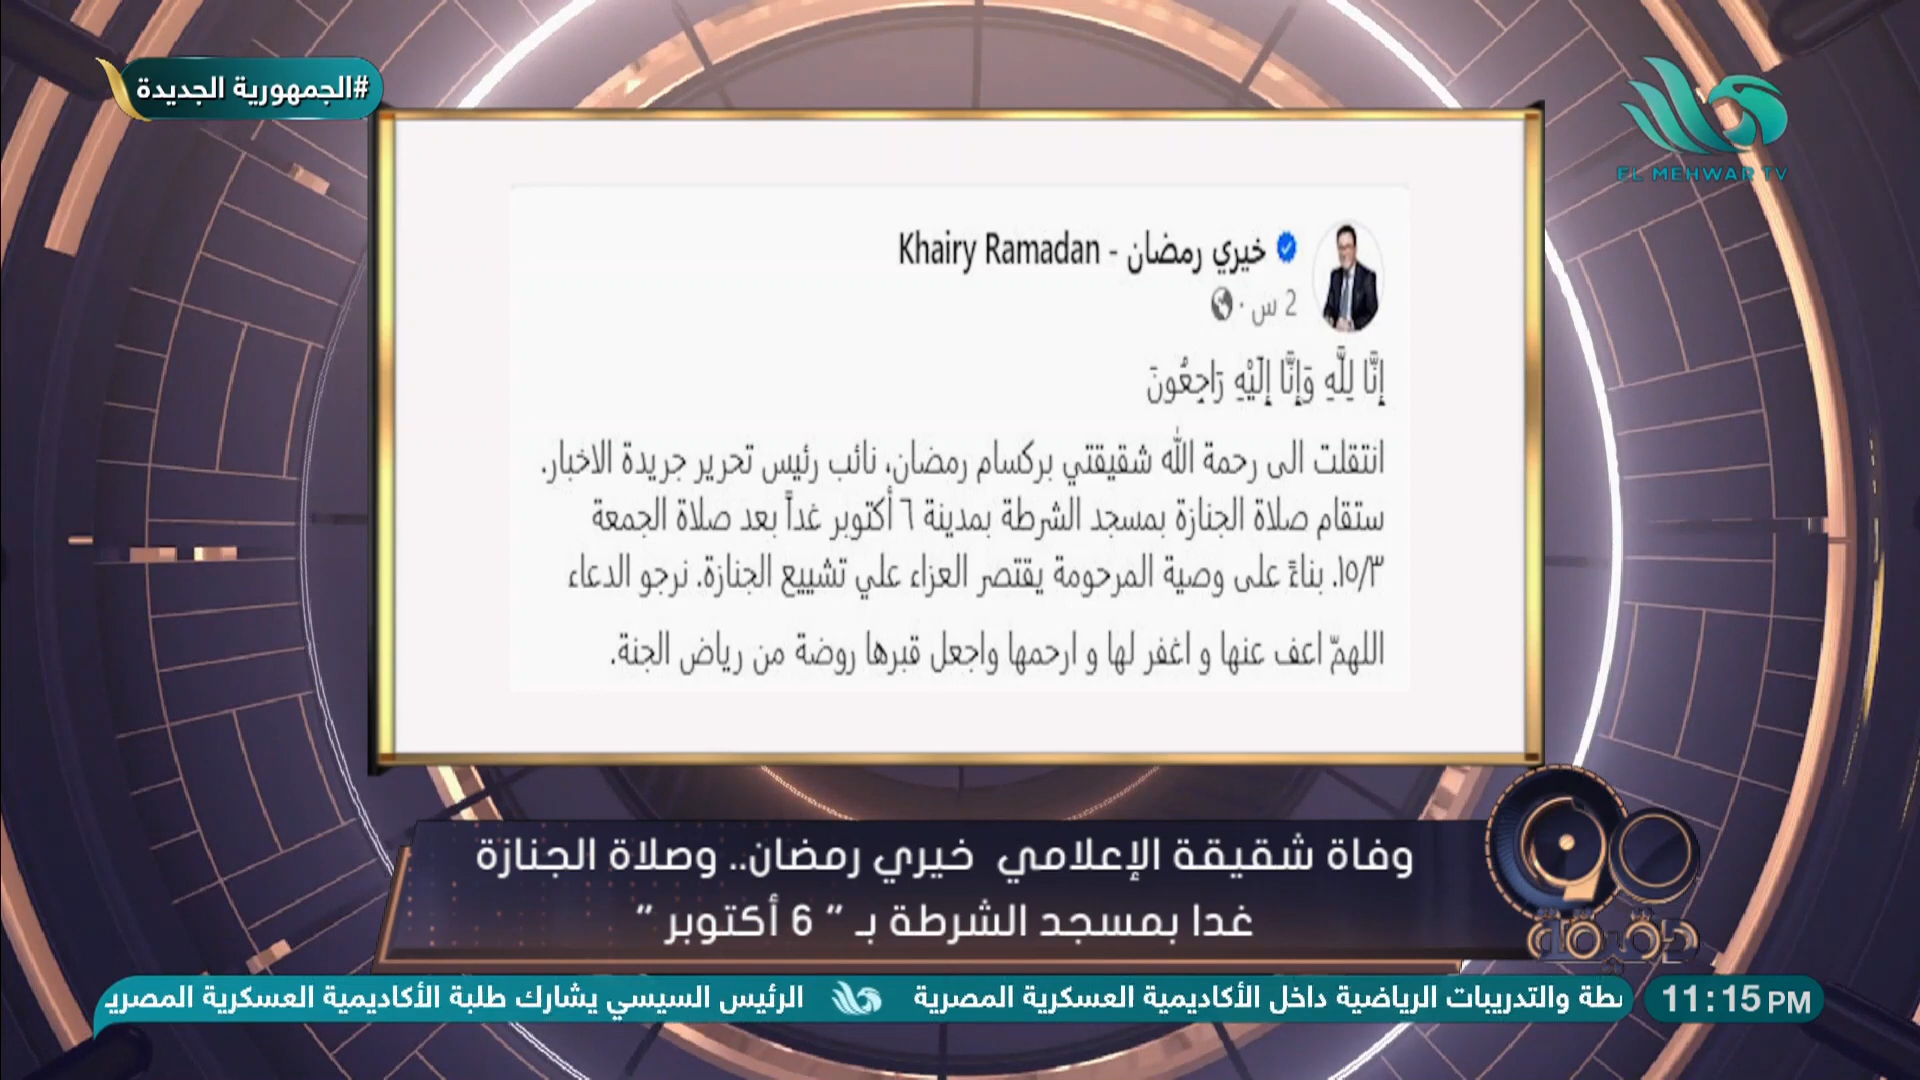 #الجمهورية الجديدة
EL MEHWAR TV
خيري رمضان - Khairy Ramadan
2 س ·
إِنَّا لِلَّهِ وَإِنَّا إِلَيْهِ رَاجِعُونَ
انتقلت الى رحمة الله شقيقتي بركسام رمضان، نائب رئيس تحرير جريدة الاخبار.
ستقام صلاة الجنازة بمسجد الشرطة بمدينة ٦ أكتوبر غداً بعد صلاة الجمعة
١٥/٣. بناءً على وصية المرحومة يقتصر العزاء علي تشييع الجنازة. نرجو الدعاء
اللهمّ اعف عنها و اغفر لها و ارحمها واجعل قبرها روضة من رياض الجنة.
وفاة شقيقة الإعلامي خيري رمضان.. وصلاة الجنازة
غدا بمسجد الشرطة بـ " 6 أكتوبر "
90
دقيقة
والتدريبات الرياضية داخل الأكاديمية العسكرية المصرية
الرئيس السيسي يشارك طلبة الأكاديمية العسكرية
11:15 PM